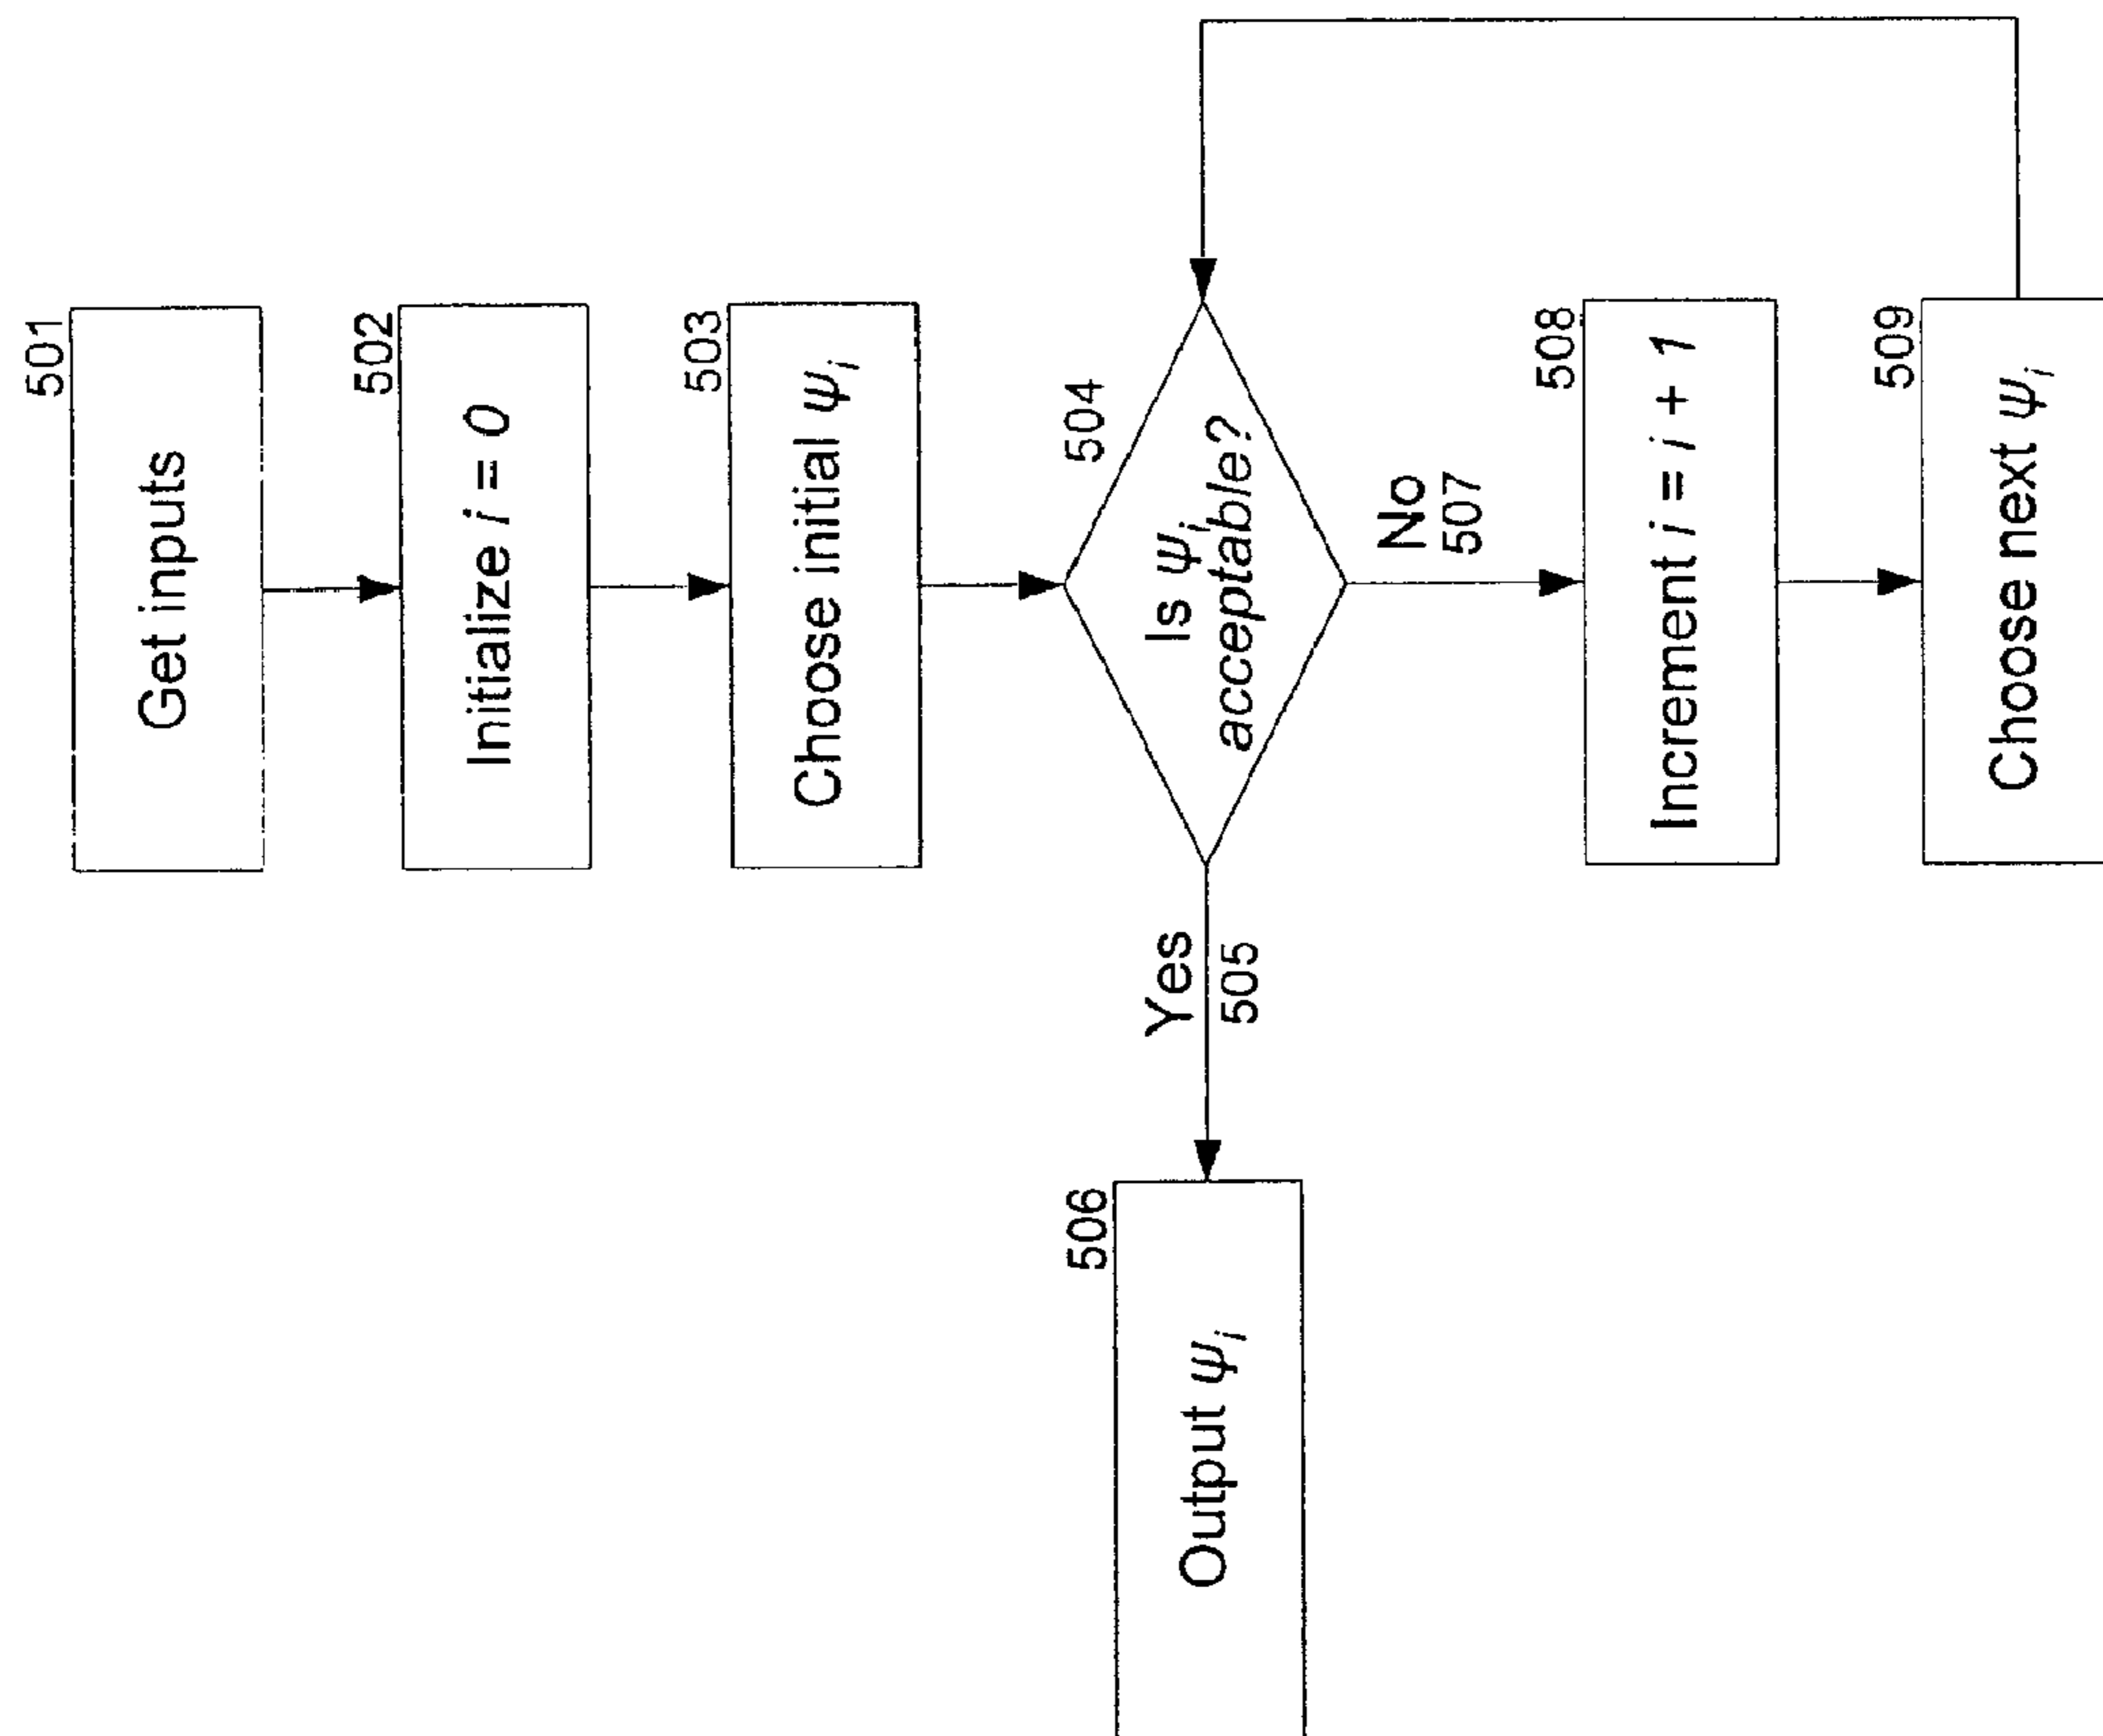 501
Get inputs
502
Initialize i = 0
503
Choose initial ψi
504
Is ψi
acceptable?
Yes
505
506
Output ψi
No
507
508
Increment i = i + 1
509
Choose next ψi